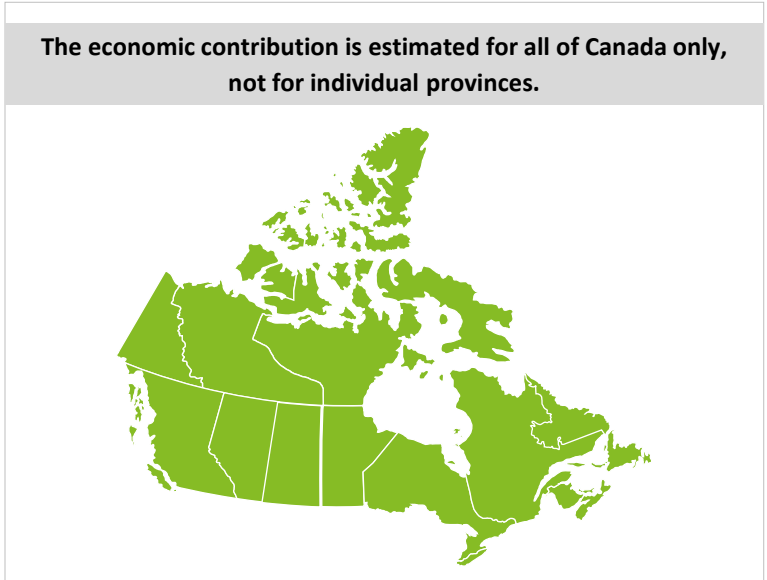 The economic contribution is estimated for all of Canada only,
not for individual provinces.